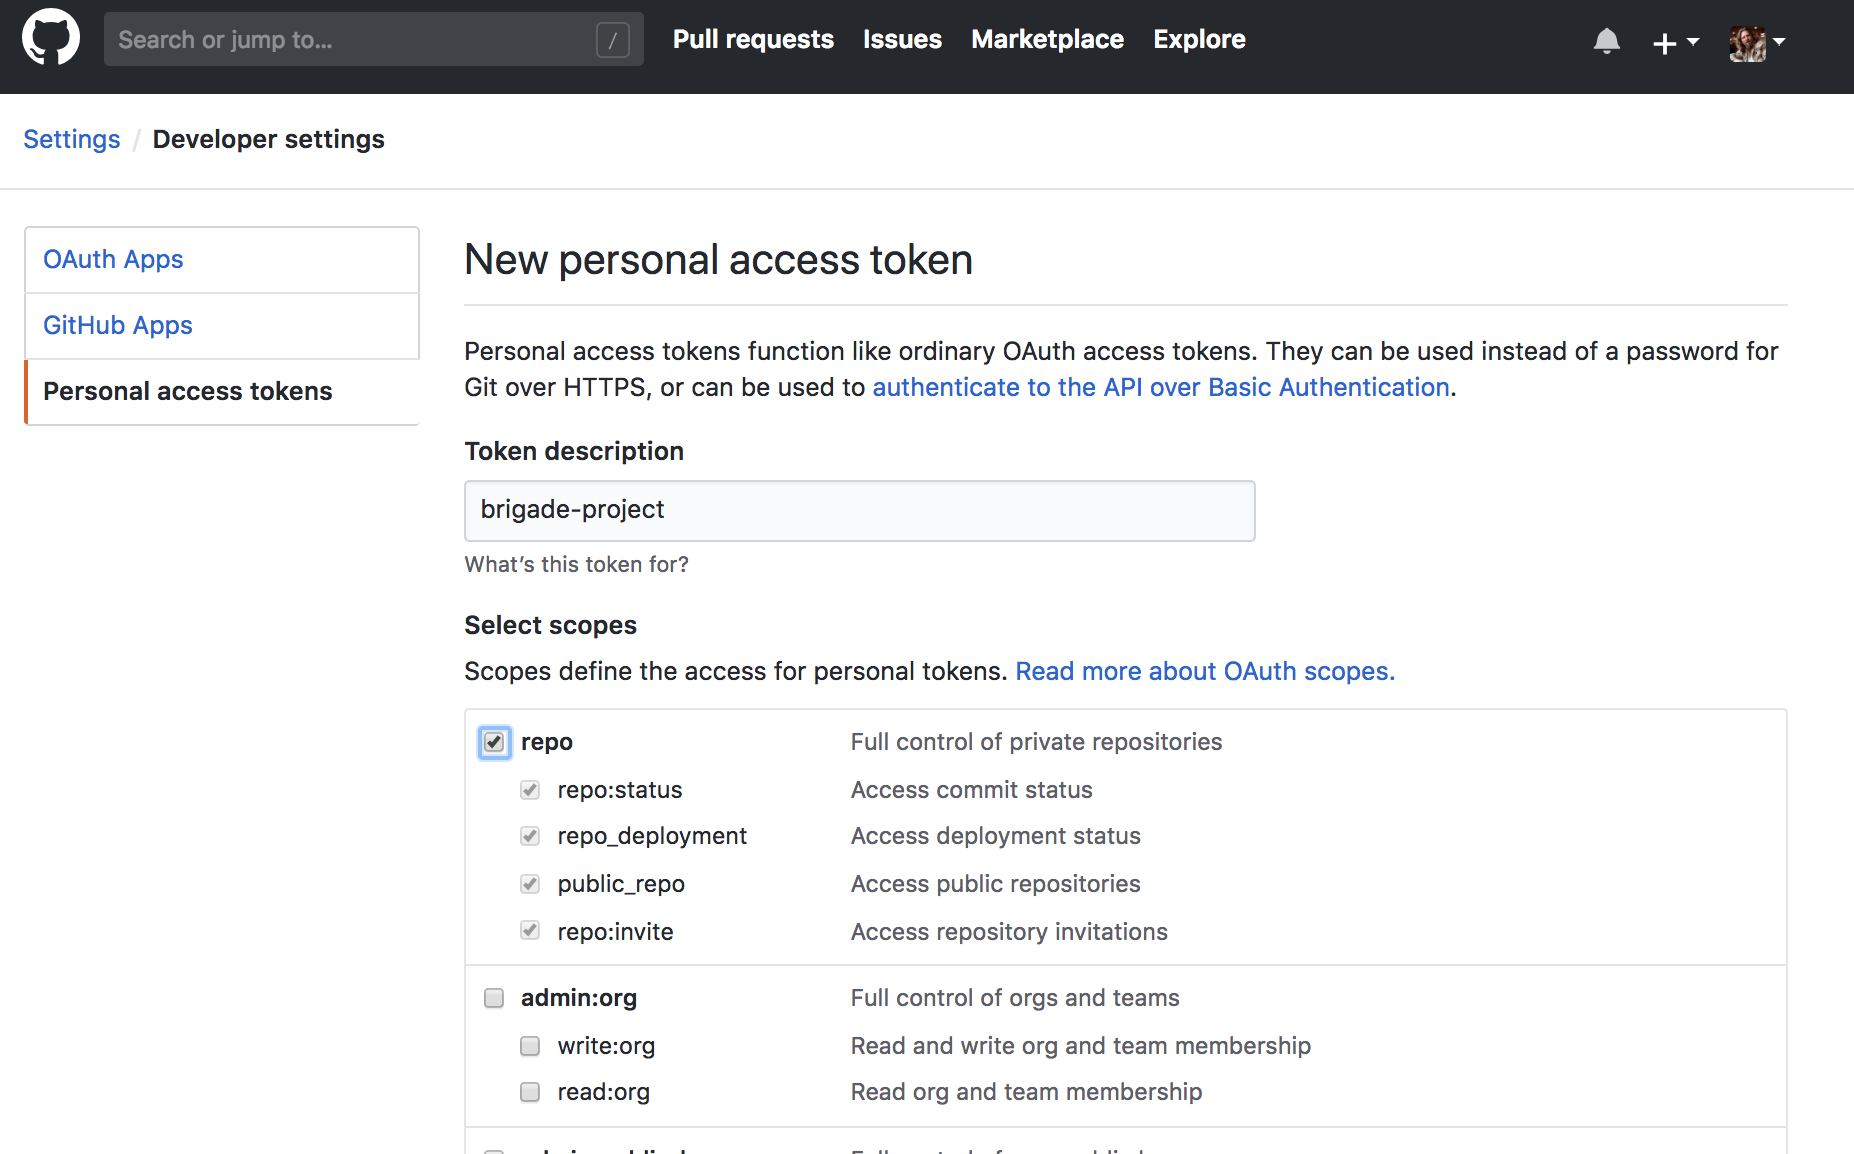 Search or jump to... /
Pull requests Issues Marketplace Explore
Settings / Developer settings
OAuth Apps
GitHub Apps
Personal access tokens
New personal access token
Personal access tokens function like ordinary OAuth access tokens. They can be used instead of a password for
Git over HTTPS, or can be used to authenticate to the API over Basic Authentication.
Token description
brigade-project
What's this token for?
Select scopes
Scopes define the access for personal tokens. Read more about OAuth scopes.
repo Full control of private repositories
repo:status Access commit status
repo_deployment Access deployment status
public_repo Access public repositories
repo:invite Access repository invitations
admin:org Full control of orgs and teams
write:org Read and write org and team membership
read:org Read org and team membership